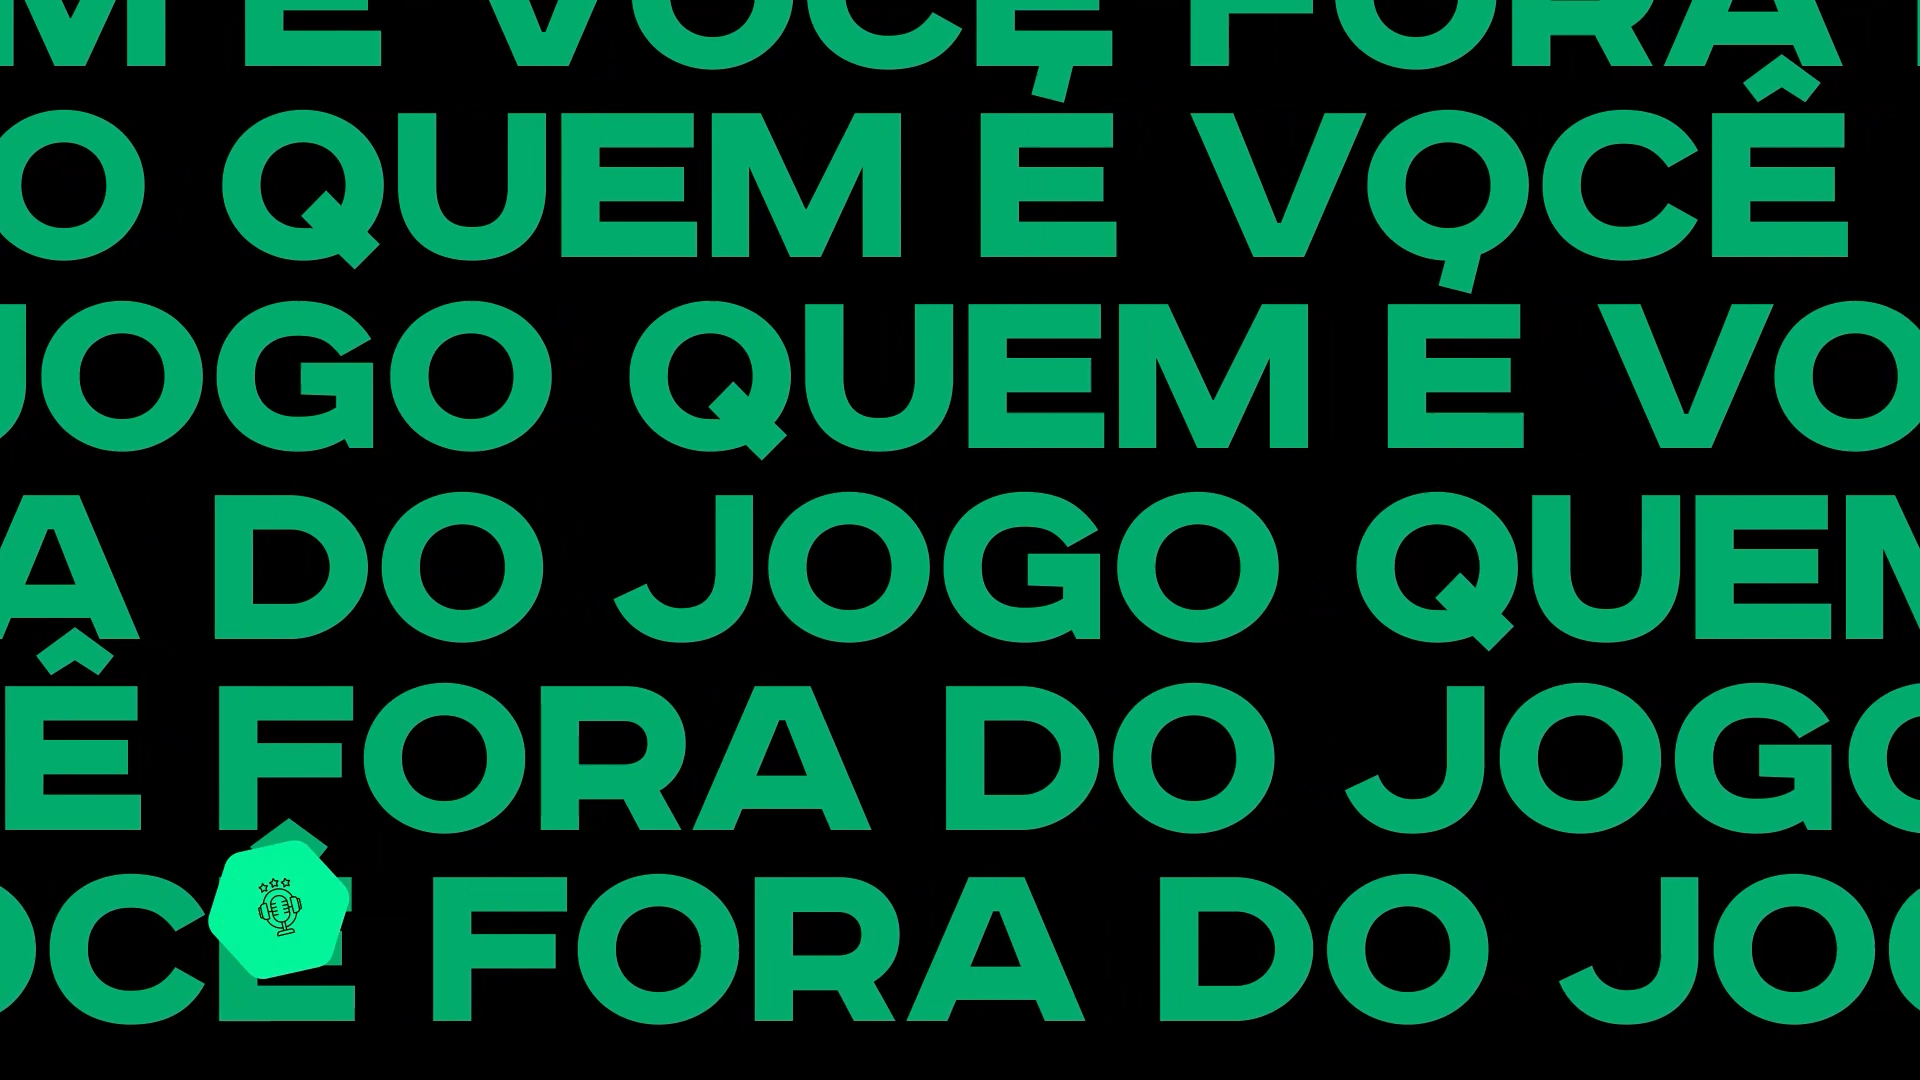 M É VOCÊ FORA
O QUEM É VOCÊ
JOGO QUEM É VO
A DO JOGO QUEM
Ê FORA DO JOGO
OCÊ FORA DO JOG